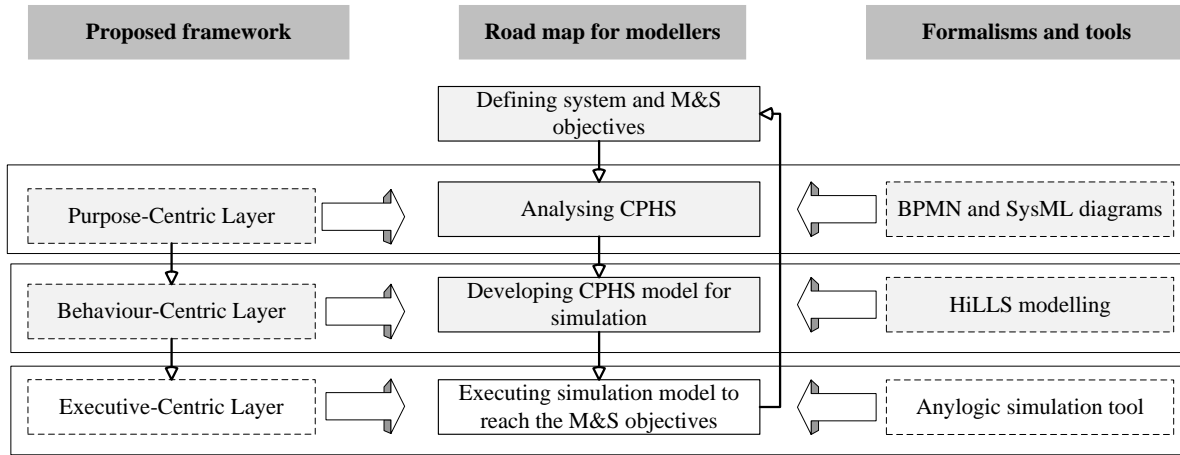 Proposed framework
Road map for modellers
Formalisms and tools
Defining system and M&S
objectives
Purpose-Centric Layer
Analysing CPHS
BPMN and SysML diagrams
Behaviour-Centric Layer
Developing CPHS model for
simulation
HiLLS modelling
Executive-Centric Layer
Executing simulation model to
reach the M&S objectives
Anylogic simulation tool